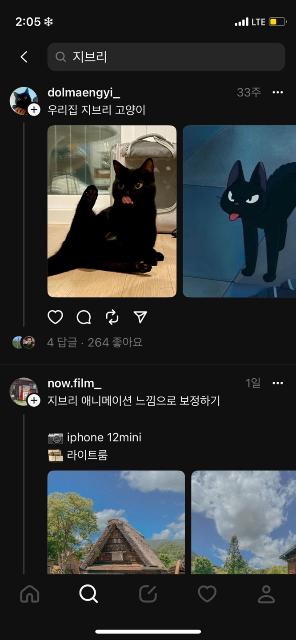 2:05
LTE
지브리
dolmaengyi_
33주
우리집 지브리 고양이
4 답글 · 264 좋아요
now.film_
1일
지브리 애니메이션 느낌으로 보정하기
📷 iphone 12mini
라이트룸